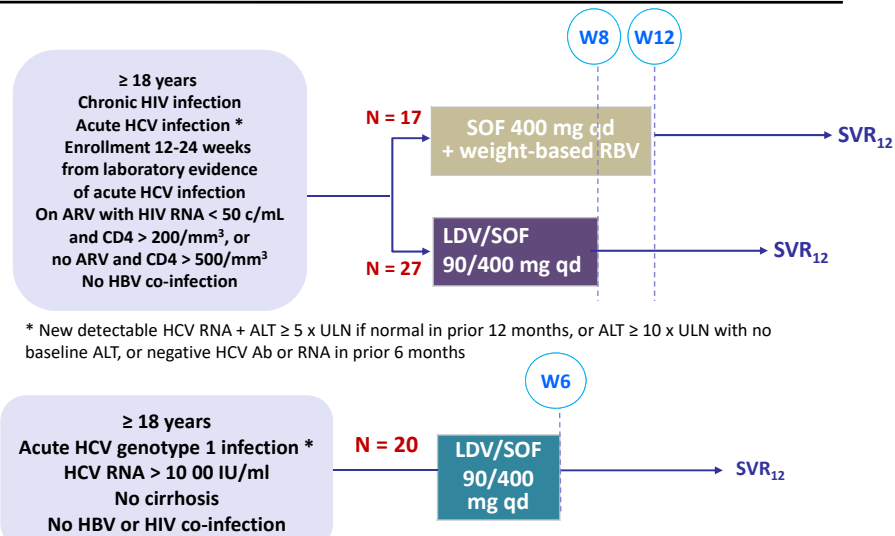 W8
W12
≥ 18 years
Chronic HIV infection
Acute HCV infection *
Enrollment 12-24 weeks
from laboratory evidence
of acute HCV infection
On ARV with HIV RNA < 50 c/mL
and CD4 > 200/mm³, or
no ARV and CD4 > 500/mm³
No HBV co-infection
N = 17
SOF 400 mg qd
+ weight-based RBV
SVR₁₂
N = 27
LDV/SOF
90/400 mg qd
SVR₁₂
* New detectable HCV RNA + ALT ≥ 5 x ULN if normal in prior 12 months, or ALT ≥ 10 x ULN with no
baseline ALT, or negative HCV Ab or RNA in prior 6 months
W6
≥ 18 years
Acute HCV genotype 1 infection *
HCV RNA > 10 00 IU/ml
No cirrhosis
No HBV or HIV co-infection
N = 20
LDV/SOF
90/400
mg qd
SVR₁₂